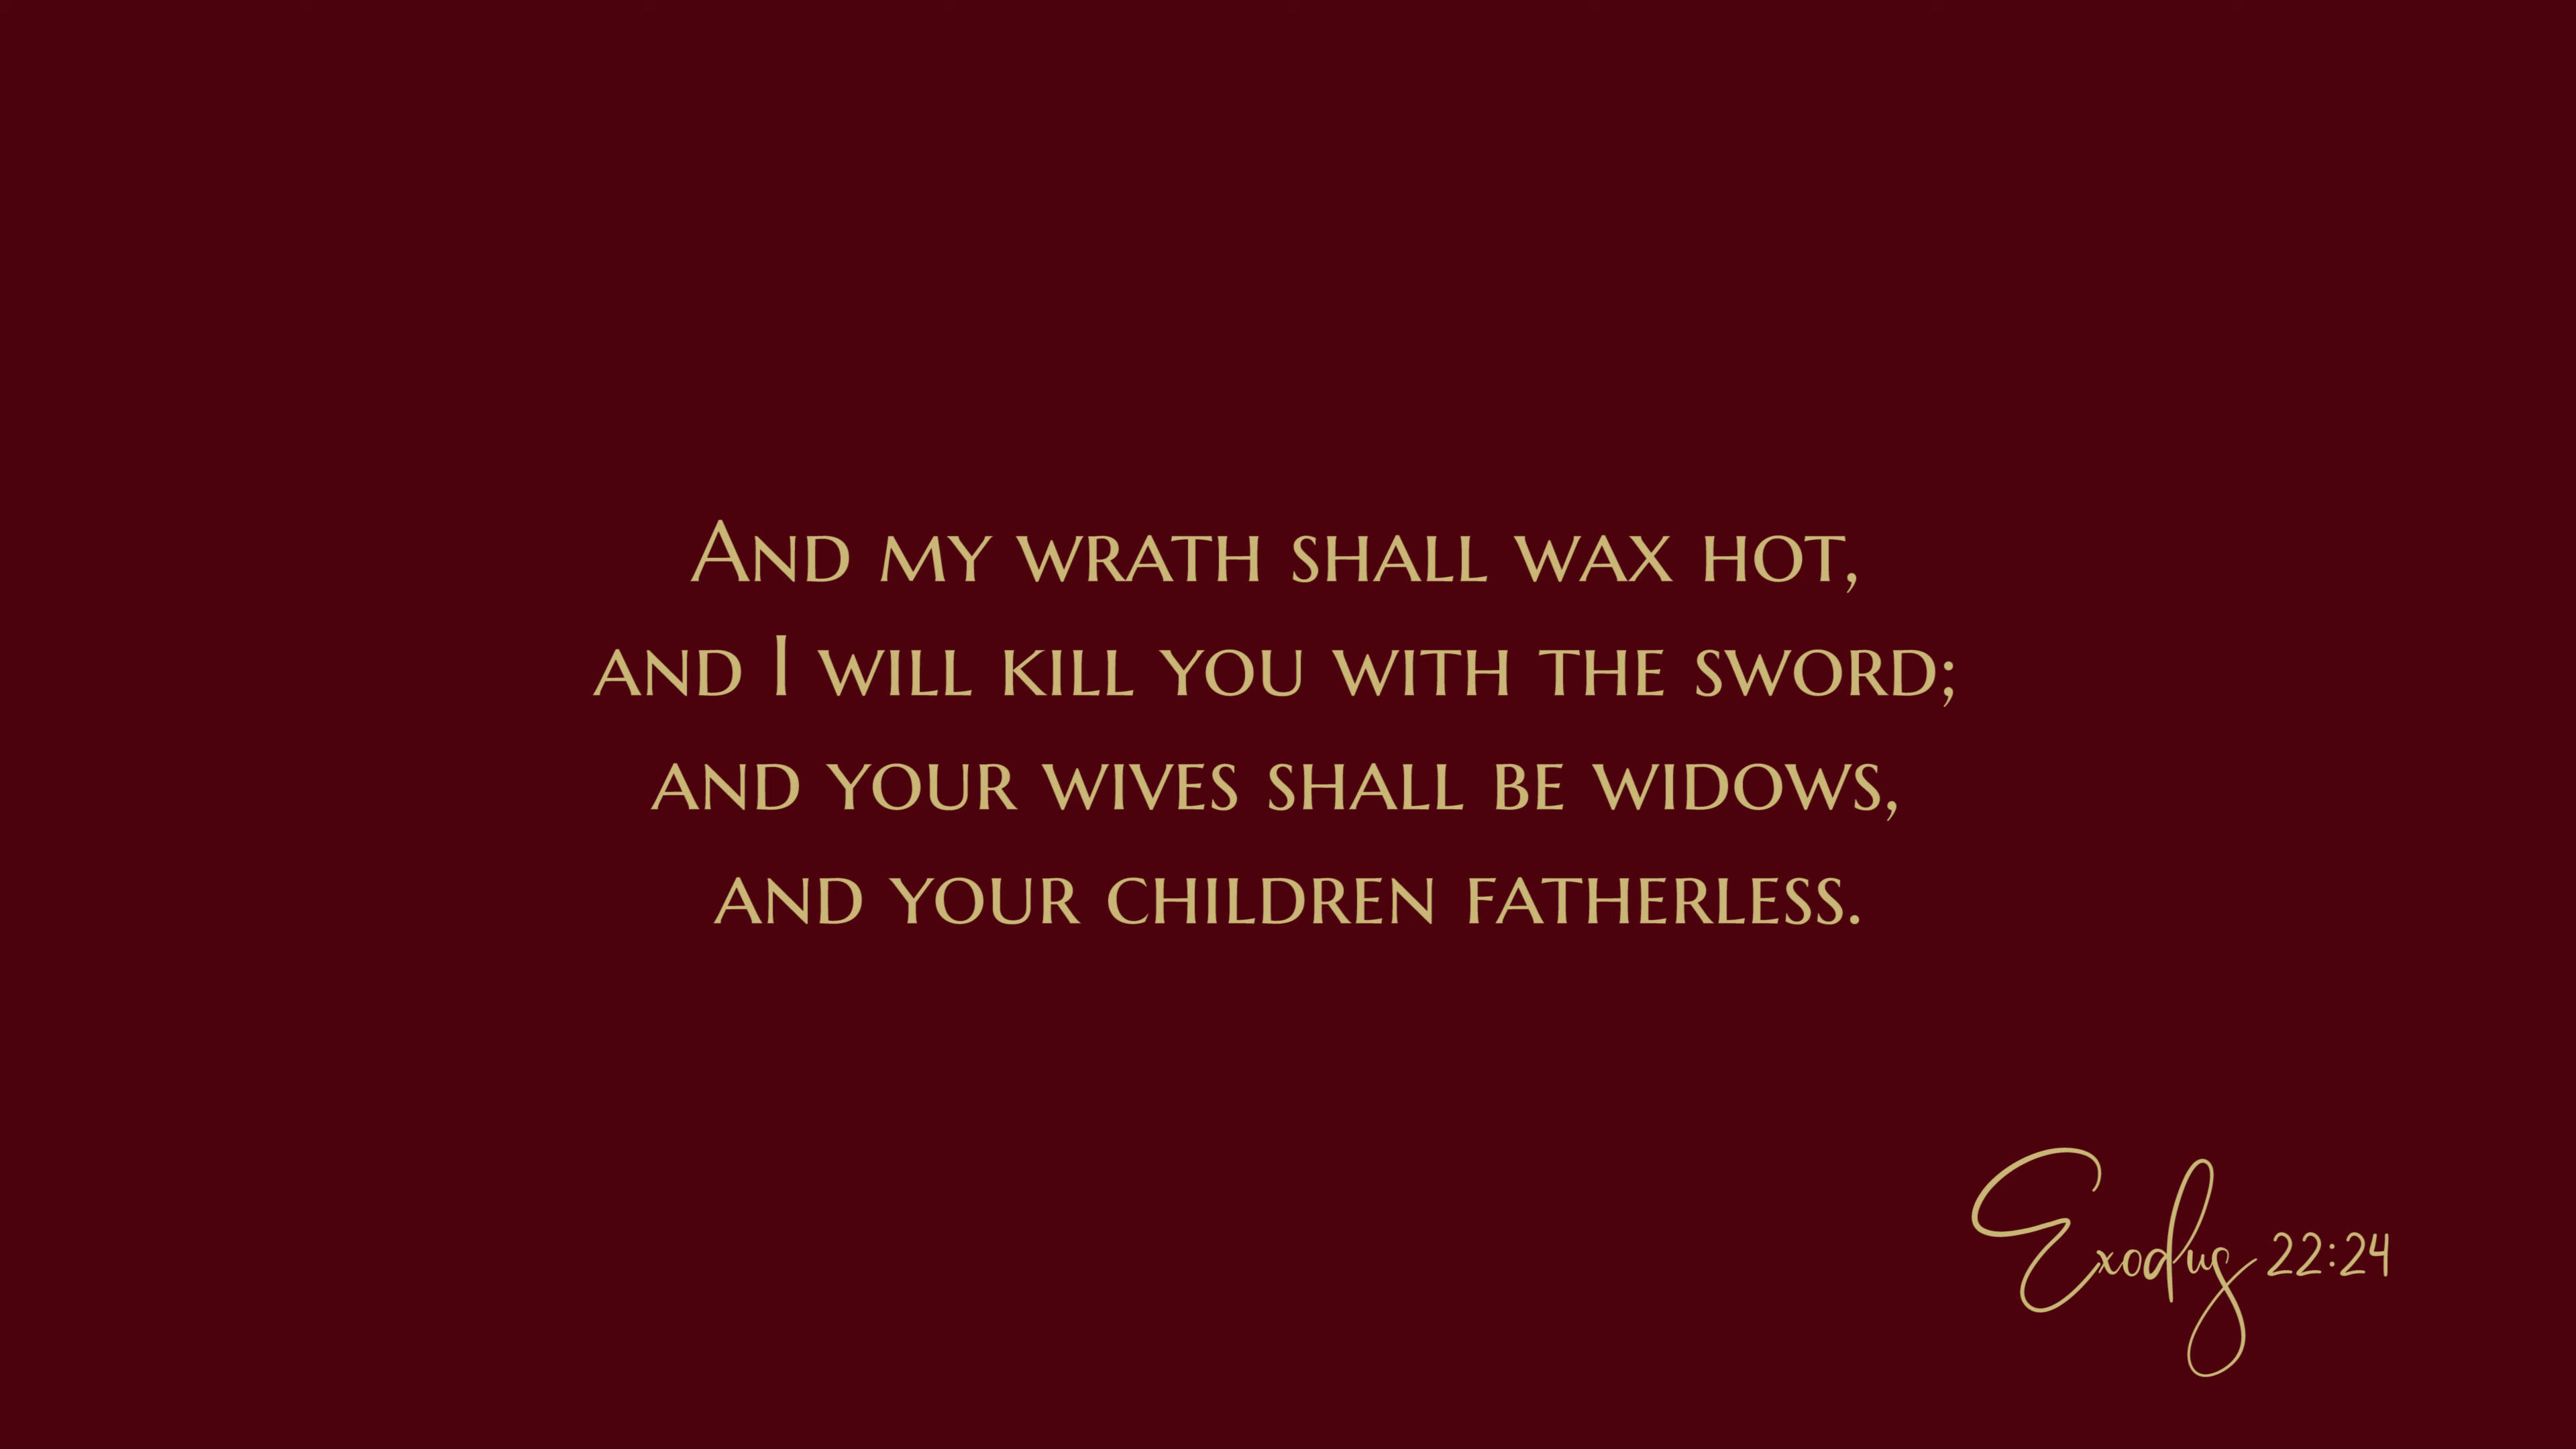 And my wrath shall wax hot,
and I will kill you with the sword;
and your wives shall be widows,
and your children fatherless.
Exodus 22:24